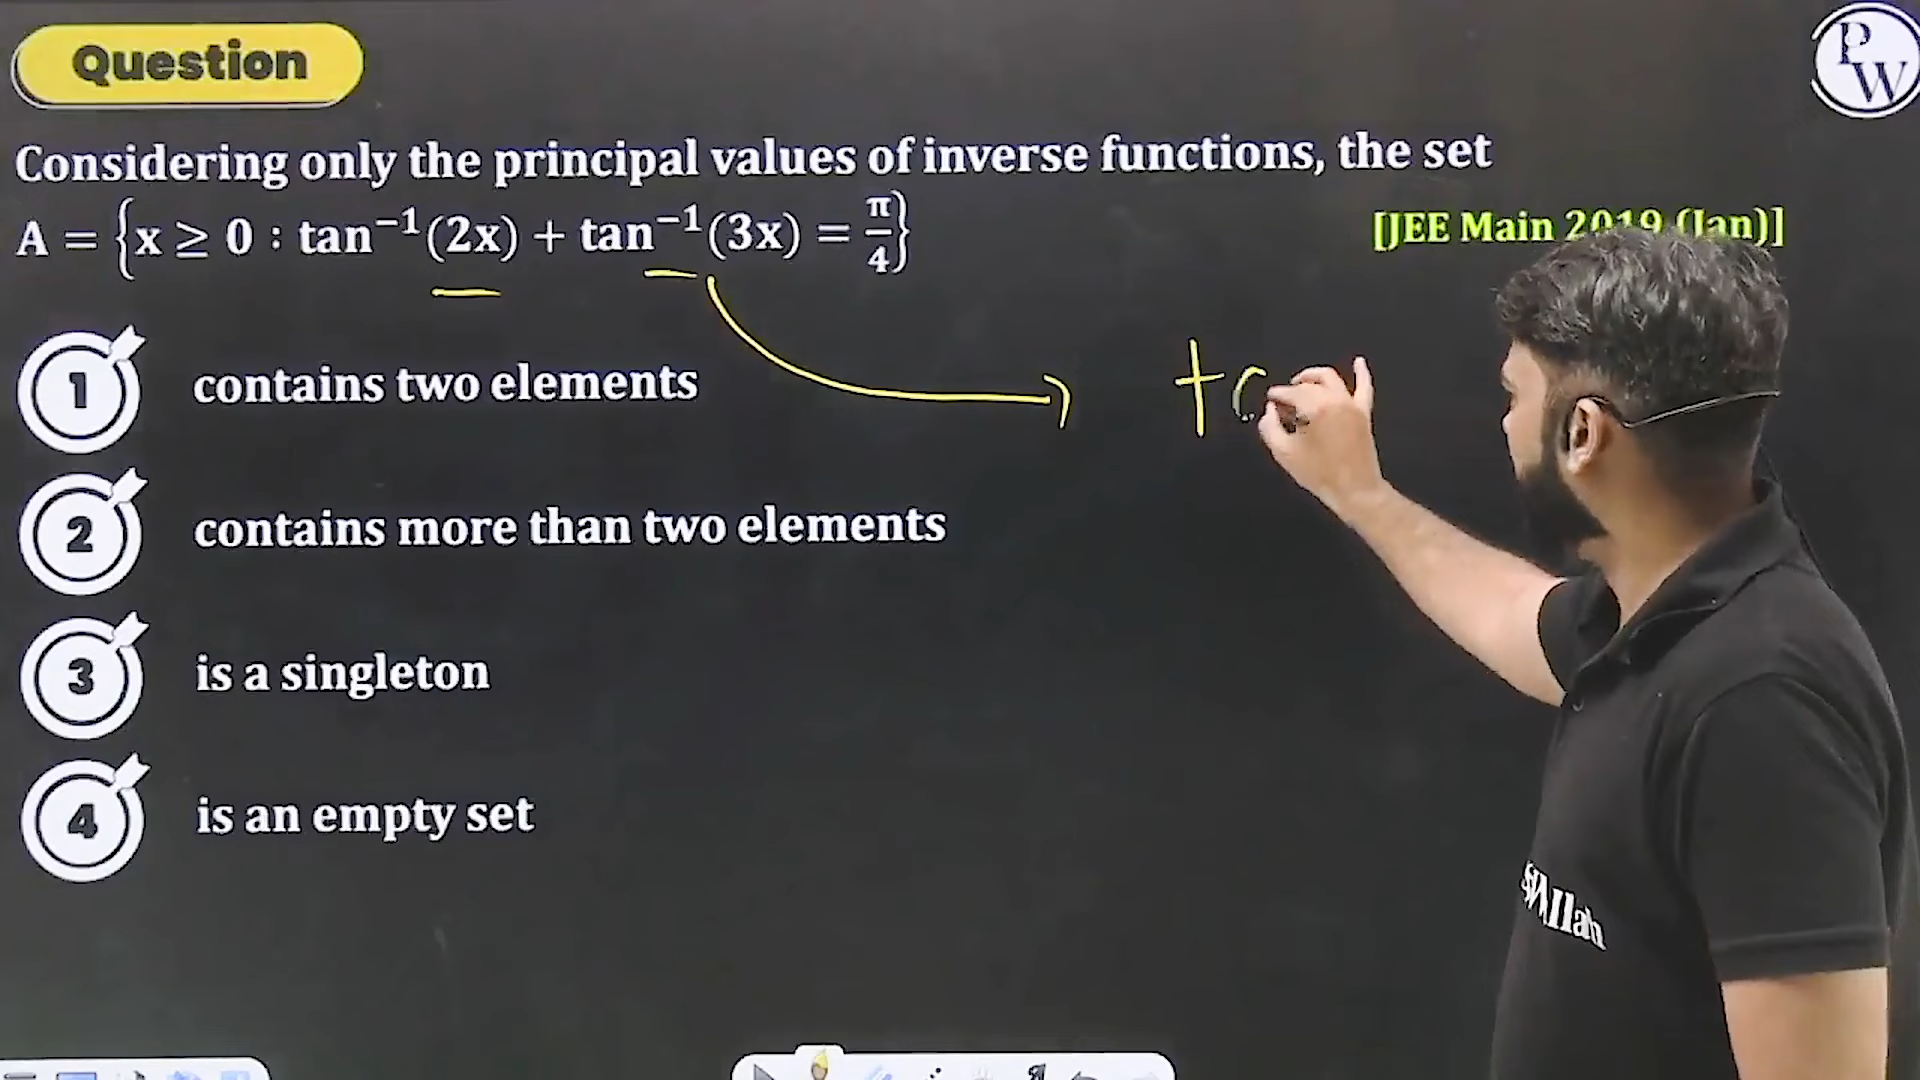 Question
PW
Considering only the principal values of inverse functions, the set
A = {x ≥ 0 : tan⁻¹(2x) + tan⁻¹(3x) = π/4}
[JEE Main 2019 (Jan)]
1 contains two elements
ta
2 contains more than two elements
3 is a singleton
4 is an empty set